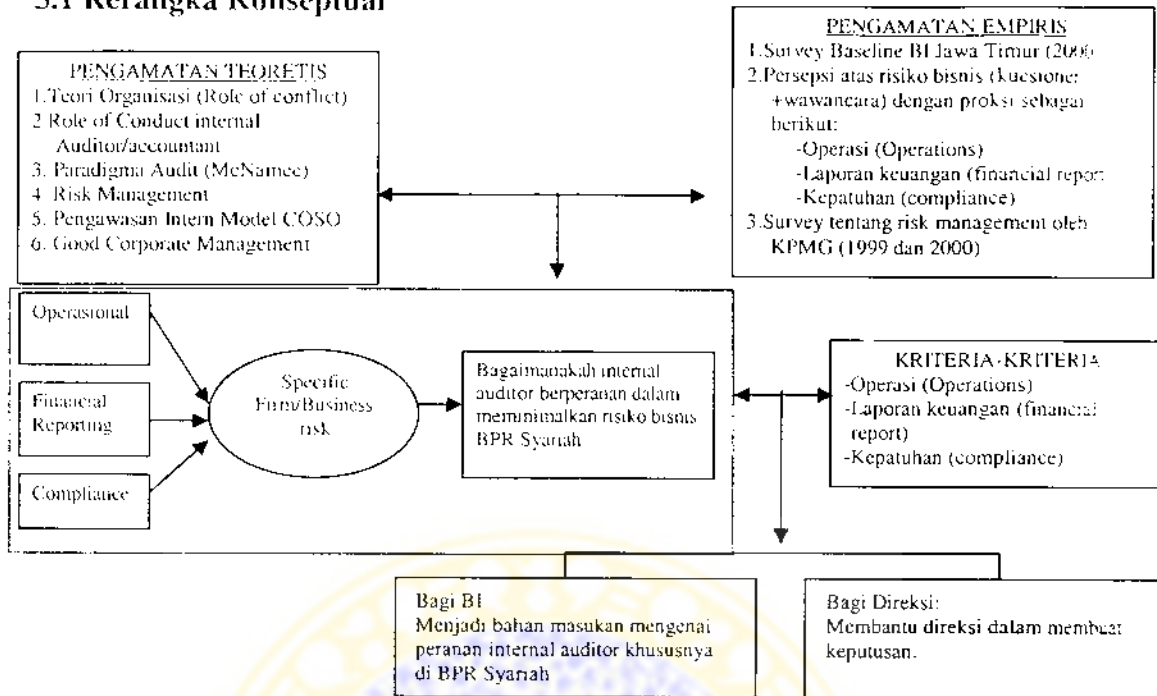 3.1 Kerangka Konseptual
PENGAMATAN TEORETIS
1.Teori Organisasi (Role of conflict)
2 Role of Conduct internal
Auditor/accountant
3. Paradigma Audit (McNamee)
4 Risk Management
5. Pengawasan Intern Model COSO
6. Good Corporate Management
PENGAMATAN EMPIRIS
1.Survey Baseline BI Jawa Timur
2.Persepsi atas risiko bisnis (kuesioner
+wawancara) dengan proksi sebagai
berikut:
-Operasi (Operations)
-Laporan keuangan (financial report
-Kepatuhan (compliance)
3.Survey tentang risk management oleh
KPMG (1999 dan 2000)
Operasional
Financial
Reporting
Compliance
Specific
Firm/Business
risk
Bagaimanakah internal
auditor berperanan dalam
meminimalkan risiko bisnis
BPR Syariah
KRITERIA-KRITERIA
-Operasi (Operations)
-Laporan keuangan (financial
report)
-Kepatuhan (compliance)
Bagi BI
Menjadi bahan masukan mengenai
peranan internal auditor khususnya
di BPR Syariah
Bagi Direksi:
Membantu direksi dalam membuat
keputusan.